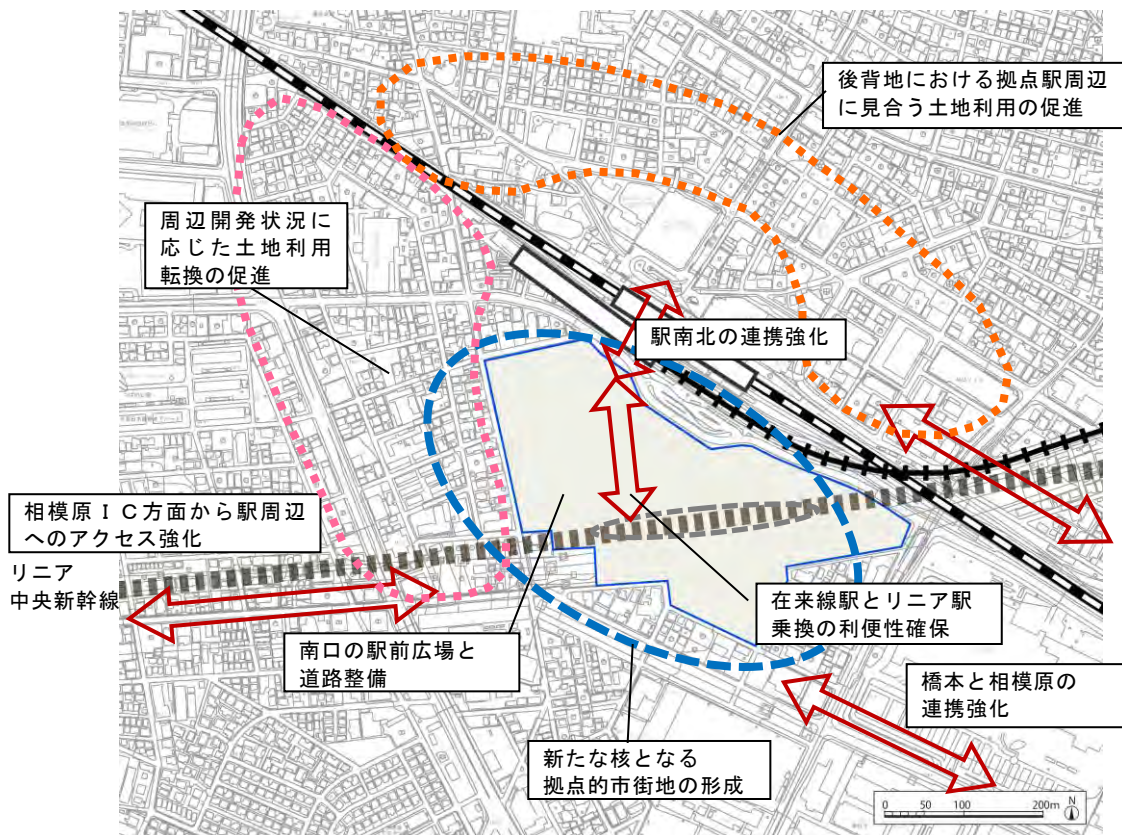 後背地における拠点駅周辺
に見合う土地利用の促進
周辺開発状況に
応じた土地利用
転換の促進
駅南北の連携強化
相模原ＩＣ方面から駅周辺
へのアクセス強化
リニア
中央新幹線
南口の駅前広場と
道路整備
在来線駅とリニア駅
乗換の利便性確保
橋本と相模原の
連携強化
新たな核となる
拠点的市街地の形成
0 50 100 200m
N